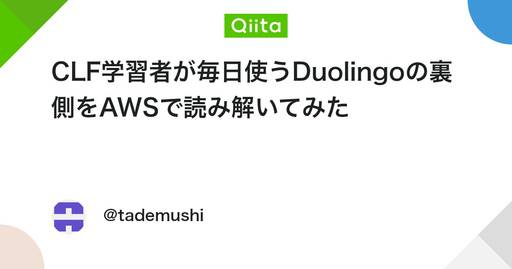 Qiita
CLF学習者が毎日使うDuolingoの裏
側をAWSで読み解いてみた
@tademushi